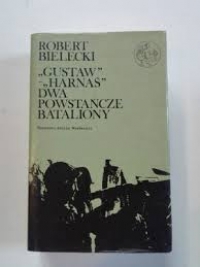 ROBERT
BIELECKI
„GUSTAW”
–„HARNAŚ”
DWA
POWSTAŃCZE
BATALIONY